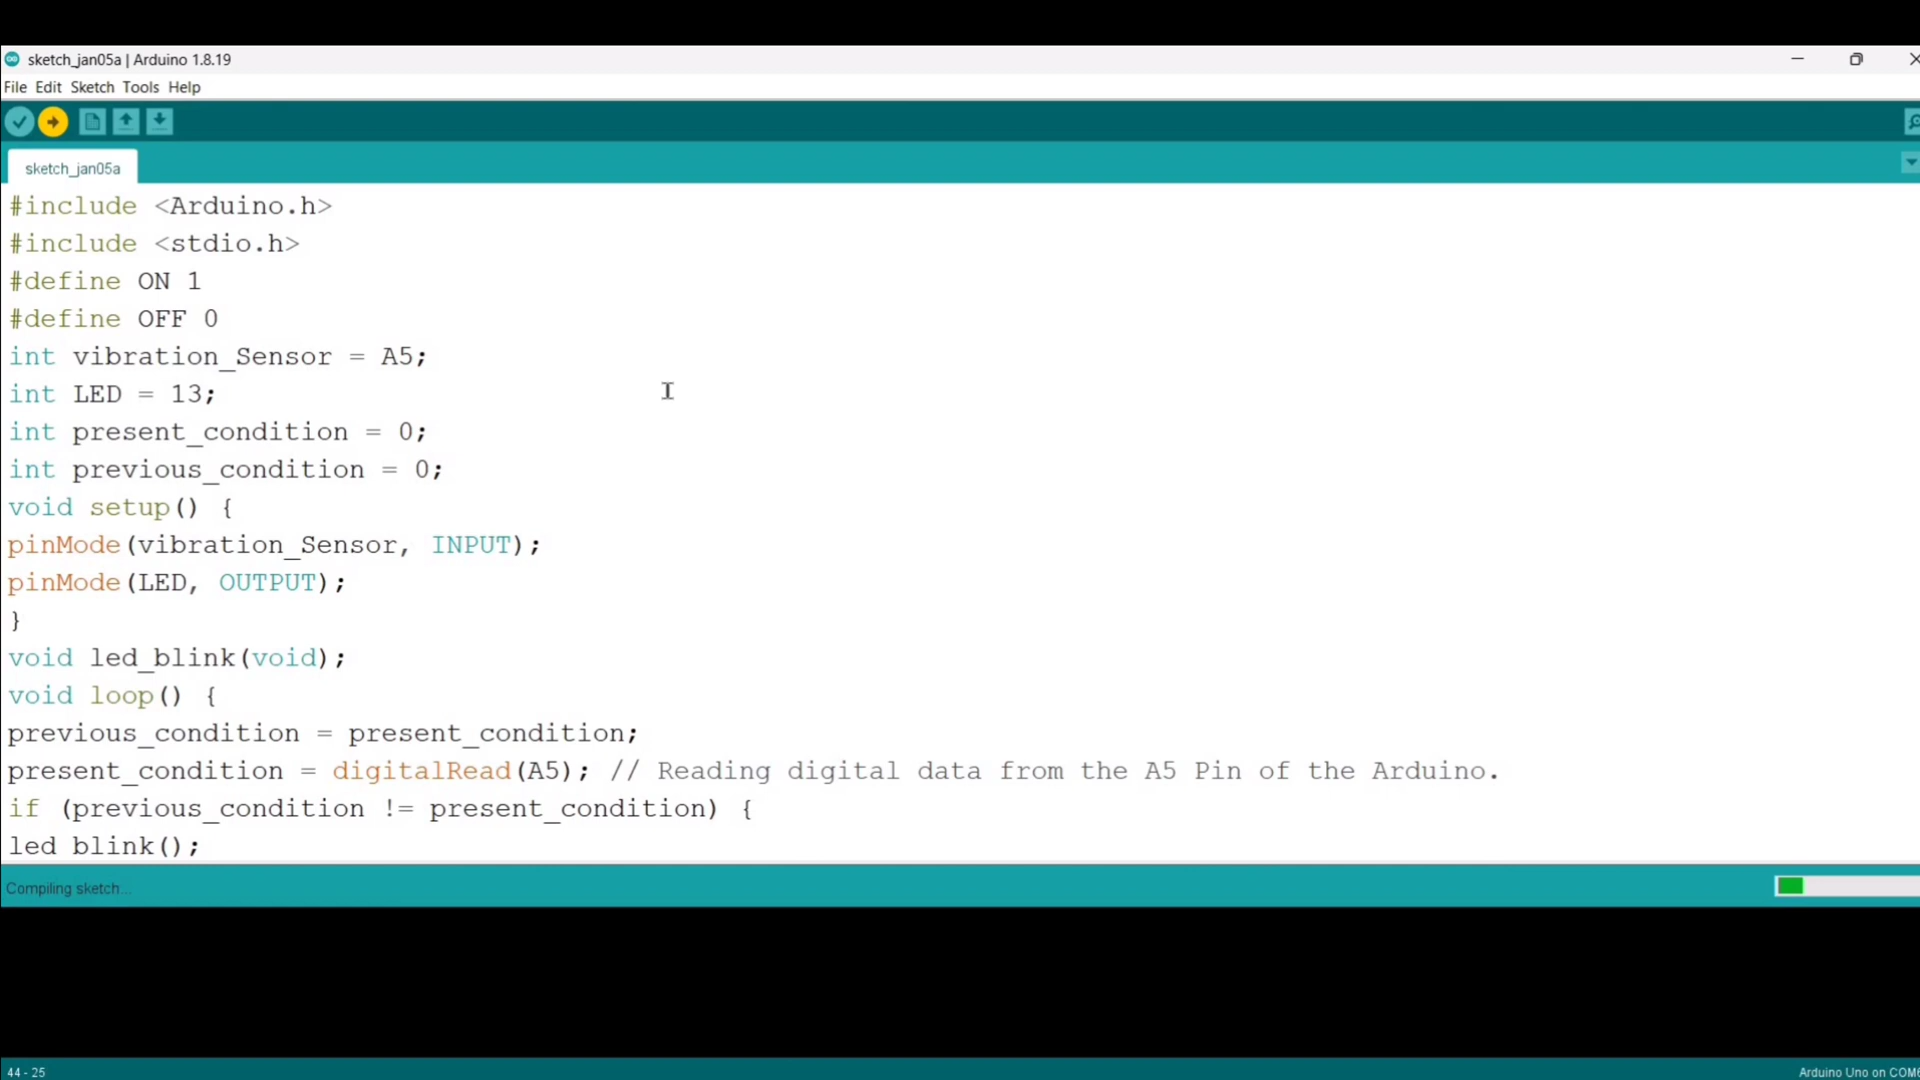 sketch_jan05a | Arduino 1.8.19
File Edit Sketch Tools Help
sketch_jan05a
#include <Arduino.h>
#include <stdio.h>
#define ON 1
#define OFF 0
int vibration_Sensor = A5;
int LED = 13;
int present_condition = 0;
int previous_condition = 0;
void setup() {
pinMode(vibration_Sensor, INPUT);
pinMode(LED, OUTPUT);
}
void led_blink(void);
void loop() {
previous_condition = present_condition;
present_condition = digitalRead(A5); // Reading digital data from the A5 Pin of the Arduino.
if (previous_condition != present_condition) {
led blink();
Compiling sketch...
44 - 25
Arduino Uno on COM6